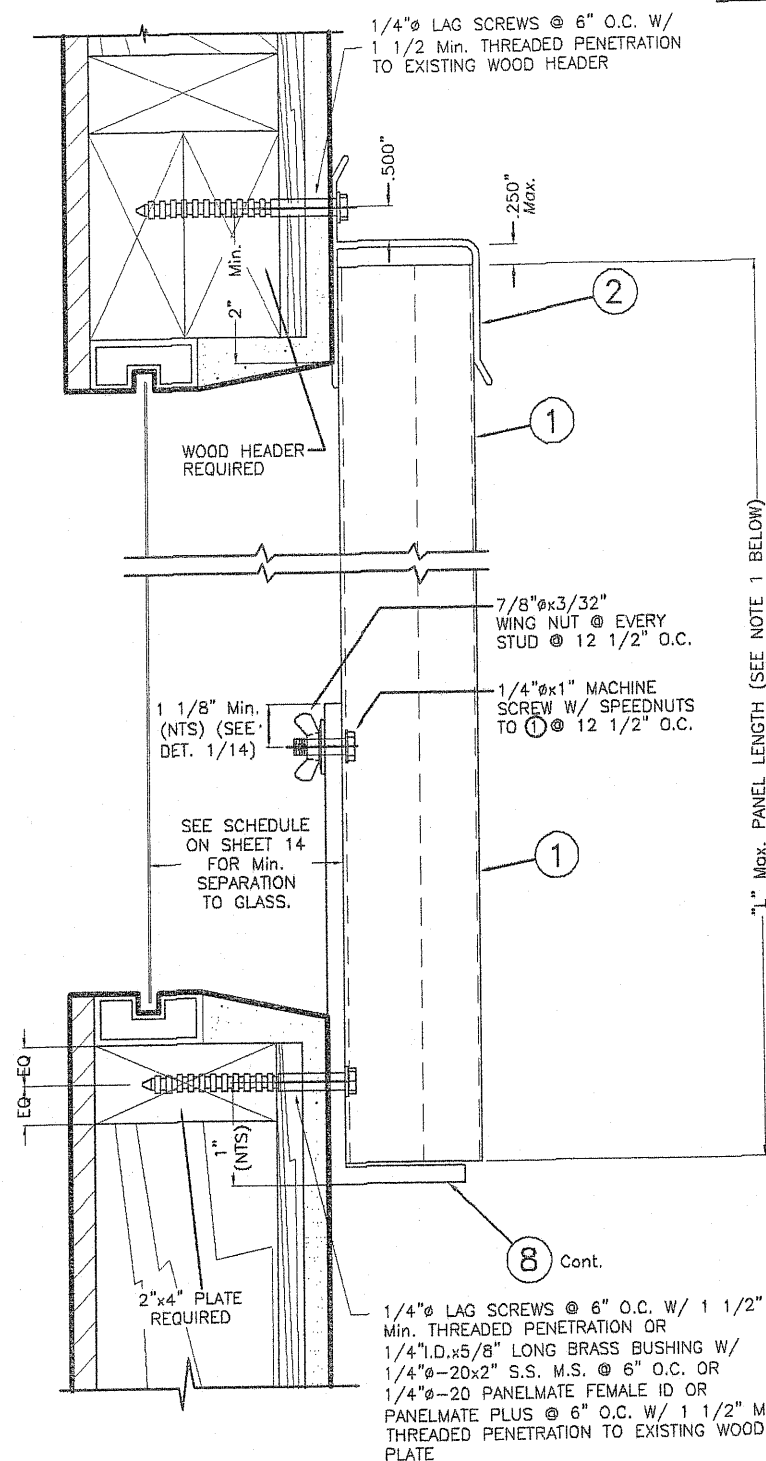 1/4"ø LAG SCREWS @ 6" O.C. W/
1 1/2 Min. THREADED PENETRATION
TO EXISTING WOOD HEADER
.500"
.250"
Max.
2
2" Min.
1
WOOD HEADER
REQUIRED
"L" Max. PANEL LENGTH (SEE NOTE 1 BELOW)
7/8"øx3/32"
WING NUT @ EVERY
STUD @ 12 1/2" O.C.
1 1/8" Min.
(NTS) (SEE
DET. 1/14)
1/4"øx1" MACHINE
SCREW W/ SPEEDNUTS
TO 1 @ 12 1/2" O.C.
SEE SCHEDULE
ON SHEET 14
FOR Min.
SEPARATION
TO GLASS.
1
EQ
EQ
1"
(NTS)
8 Cont.
2"x4" PLATE
REQUIRED
1/4"ø LAG SCREWS @ 6" O.C. W/ 1 1/2"
Min. THREADED PENETRATION OR
1/4"I.D.x5/8" LONG BRASS BUSHING W/
1/4"ø-20x2" S.S. M.S. @ 6" O.C. OR
1/4"ø-20 PANELMATE FEMALE ID OR
PANELMATE PLUS @ 6" O.C. W/ 1 1/2" M
THREADED PENETRATION TO EXISTING WOOD
PLATE